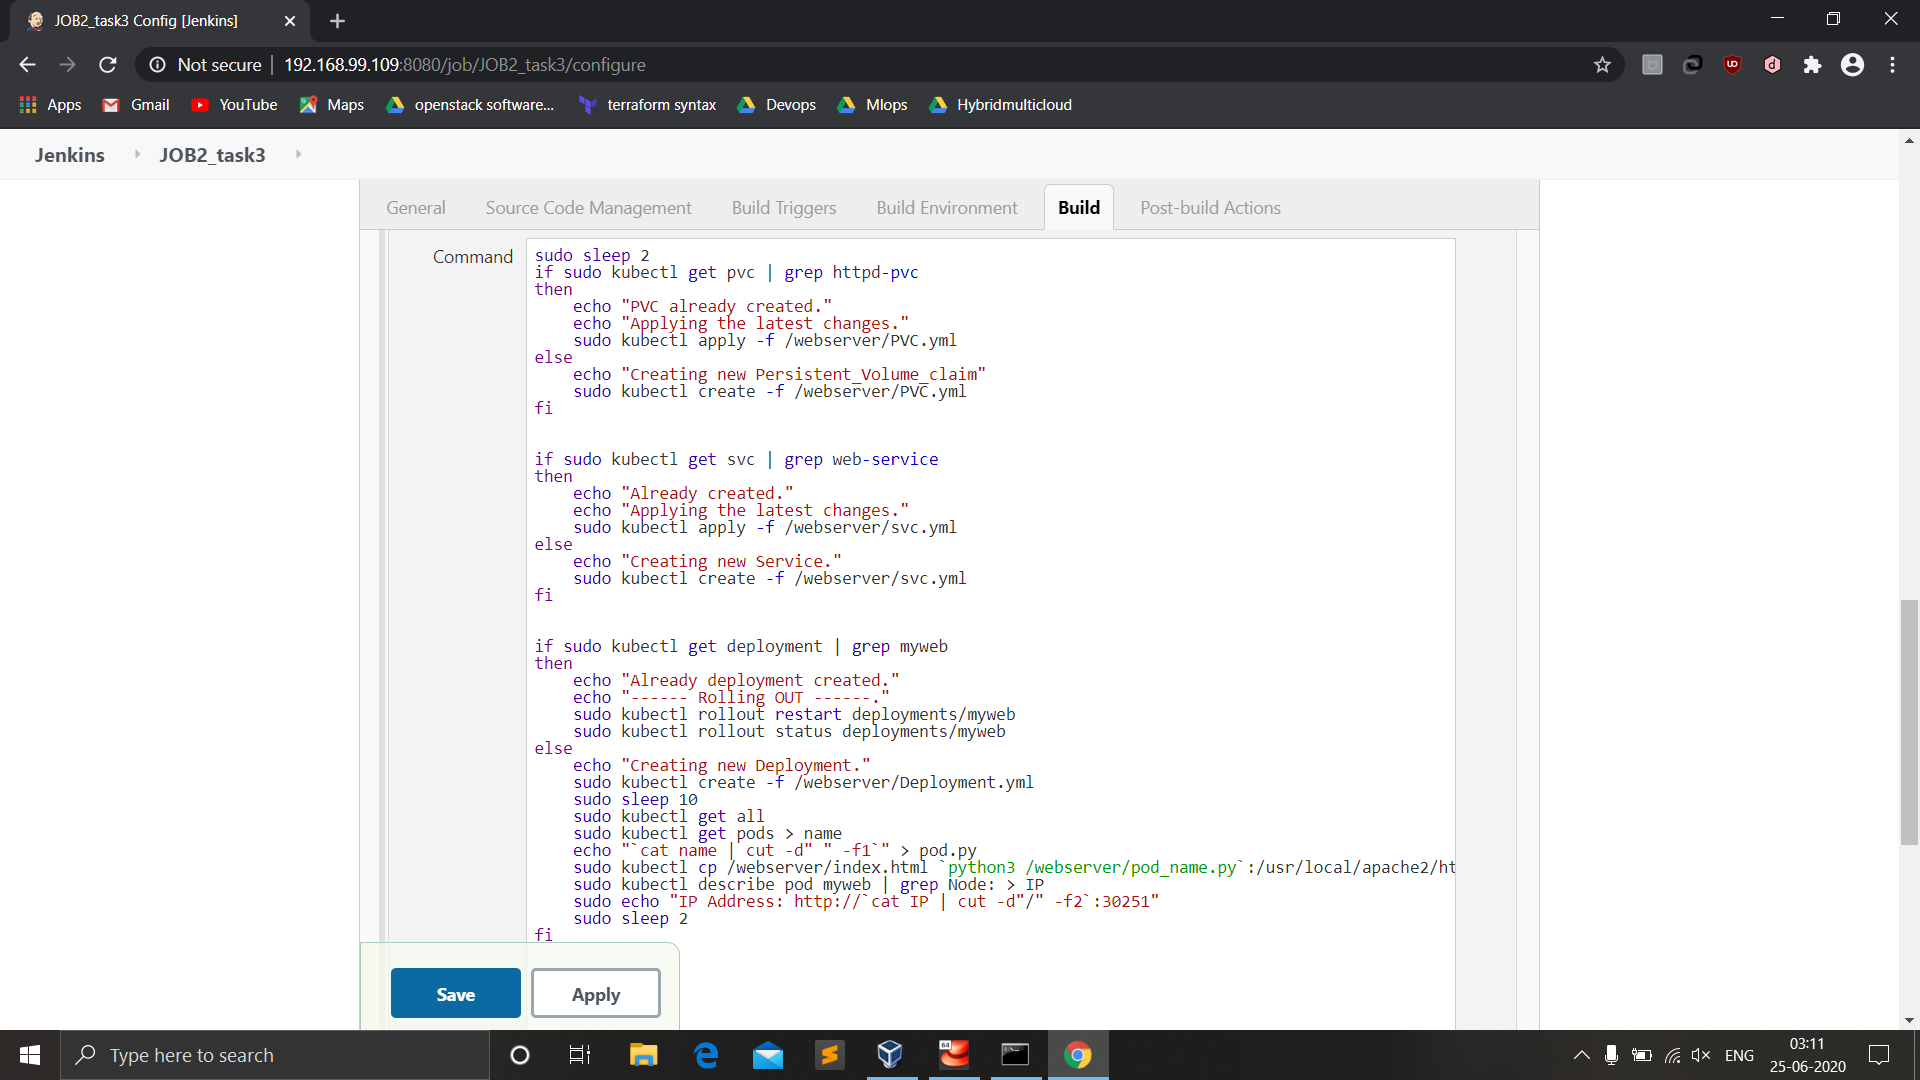 JOB2_task3 Config [Jenkins]
Not secure | 192.168.99.109:8080/job/JOB2_task3/configure
Apps Gmail YouTube Maps openstack software... terraform syntax Devops Mlops Hybridmulticloud
Jenkins JOB2_task3
General Source Code Management Build Triggers Build Environment Build Post-build Actions
Command
sudo sleep 2
if sudo kubectl get pvc | grep httpd-pvc
then
    echo "PVC already created."
    echo "Applying the latest changes."
    sudo kubectl apply -f /webserver/PVC.yml
else
    echo "Creating new Persistent_Volume_claim"
    sudo kubectl create -f /webserver/PVC.yml
fi
if sudo kubectl get svc | grep web-service
then
    echo "Already created."
    echo "Applying the latest changes."
    sudo kubectl apply -f /webserver/svc.yml
else
    echo "Creating new Service."
    sudo kubectl create -f /webserver/svc.yml
fi
if sudo kubectl get deployment | grep myweb
then
    echo "Already deployment created."
    echo "------ Rolling OUT ------."
    sudo kubectl rollout restart deployments/myweb
    sudo kubectl rollout status deployments/myweb
else
    echo "Creating new Deployment."
    sudo kubectl create -f /webserver/Deployment.yml
    sudo sleep 10
    sudo kubectl get all
    sudo kubectl get pods > name
    echo "`cat name | cut -d" " -f1`" > pod.py
    sudo kubectl cp /webserver/index.html `python3 /webserver/pod_name.py`:/usr/local/apache2/ht
    sudo kubectl describe pod myweb | grep Node: > IP
    sudo echo "IP Address: http://`cat IP | cut -d"/" -f2`:30251"
    sudo sleep 2
fi
Save Apply
Type here to search
64
ENG
03:11
25-06-2020